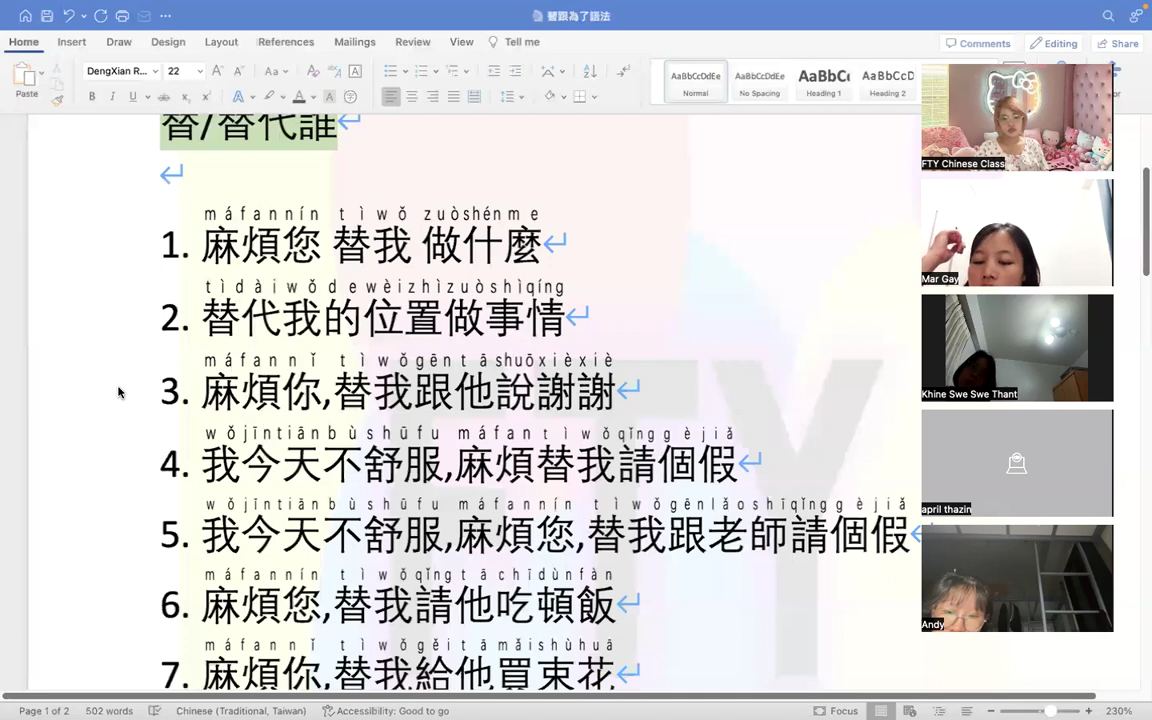 替跟為了語法
Home Insert Draw Design Layout References Mailings Review View Tell me
Comments Editing Share
Paste
DengXian R... 22
AaBbCcDdEe AaBbCcDdEe AaBbCc AaBbCcD
Normal No Spacing Heading 1 Heading 2
替/替代誰
máfannín tìwǒ zuòshénme
1. 麻煩您 替我 做什麼
tìdàiwǒdewèizhìzuòshìqíng
2. 替代我的位置做事情
máfannǐ tìwǒgēntāshuōxièxiè
3. 麻煩你,替我跟他說謝謝
wǒjīntiānbùshūfu máfantìwǒqǐnggèjiǎ
4. 我今天不舒服,麻煩替我請個假
wǒjīntiānbùshūfu máfannín tìwǒgēnlǎoshīqǐnggèjiǎ
5. 我今天不舒服,麻煩您,替我跟老師請個假
máfannín tìwǒqǐngtāchīdùnfàn
6. 麻煩您,替我請他吃頓飯
máfannǐ tìwǒgěitāmǎishùhuā
7. 麻煩你,替我給他買束花
FTY
FTY Chinese Class
Mar Gay
Khine Swe Swe Thant
april thazin
Andy
Page 1 of 2 502 words Chinese (Traditional, Taiwan) Accessibility: Good to go Focus 230%